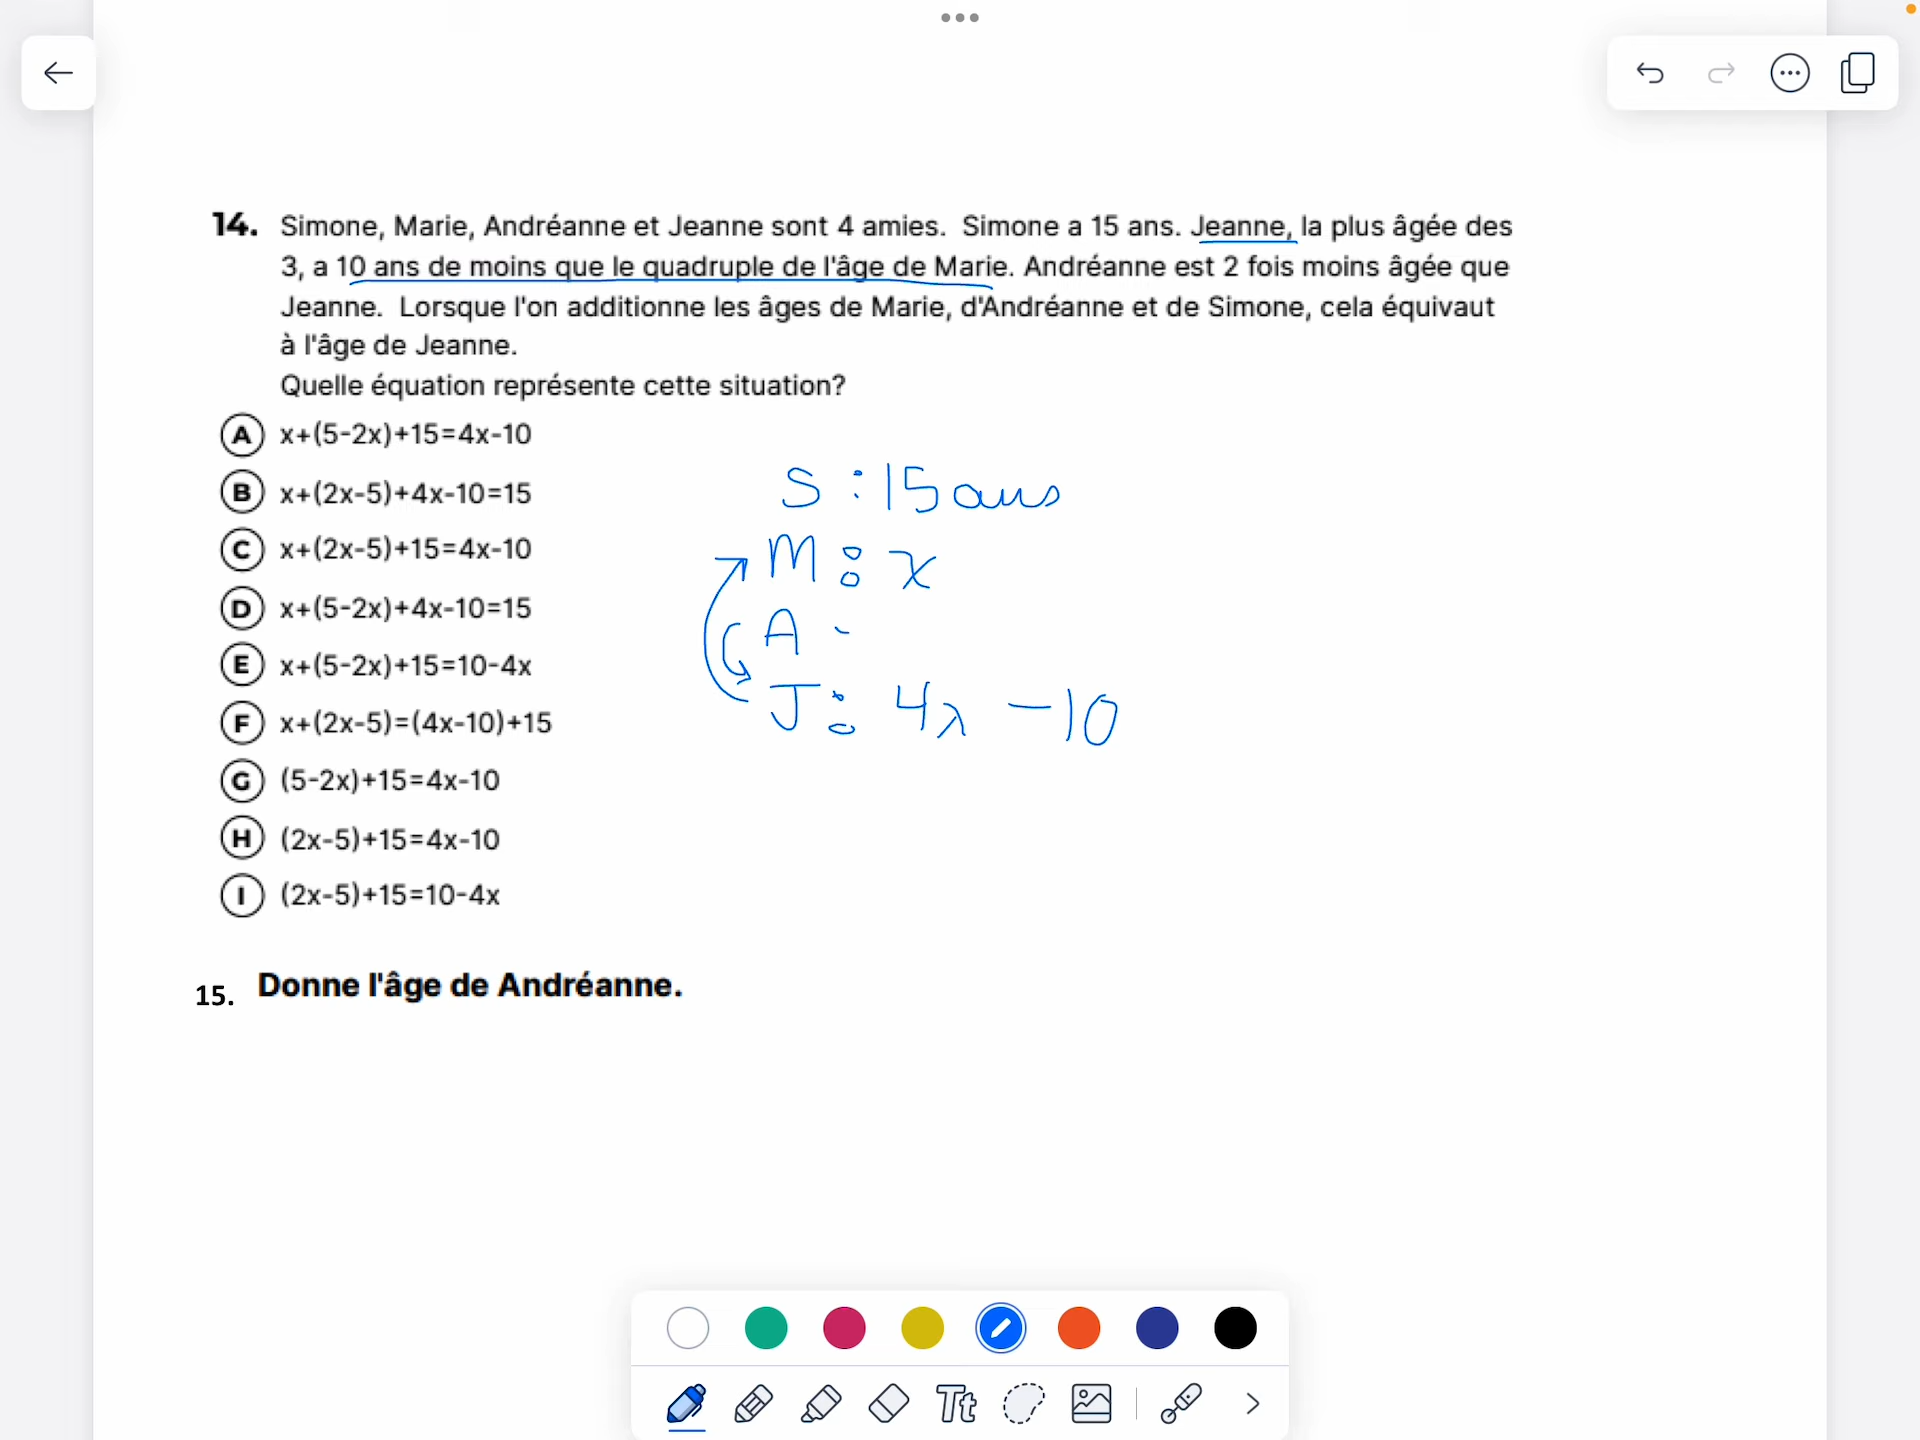 14. Simone, Marie, Andréanne et Jeanne sont 4 amies. Simone a 15 ans. Jeanne, la plus âgée des
3, a 10 ans de moins que le quadruple de l'âge de Marie. Andréanne est 2 fois moins âgée que
Jeanne. Lorsque l'on additionne les âges de Marie, d'Andréanne et de Simone, cela équivaut
à l'âge de Jeanne.
Quelle équation représente cette situation?
A x+(5-2x)+15=4x-10
B x+(2x-5)+4x-10=15
C x+(2x-5)+15=4x-10
D x+(5-2x)+4x-10=15
E x+(5-2x)+15=10-4x
F x+(2x-5)=(4x-10)+15
G (5-2x)+15=4x-10
H (2x-5)+15=4x-10
I (2x-5)+15=10-4x
S : 15 ans
M : x
A -
J : 4x - 10
15. Donne l'âge de Andréanne.
Tt